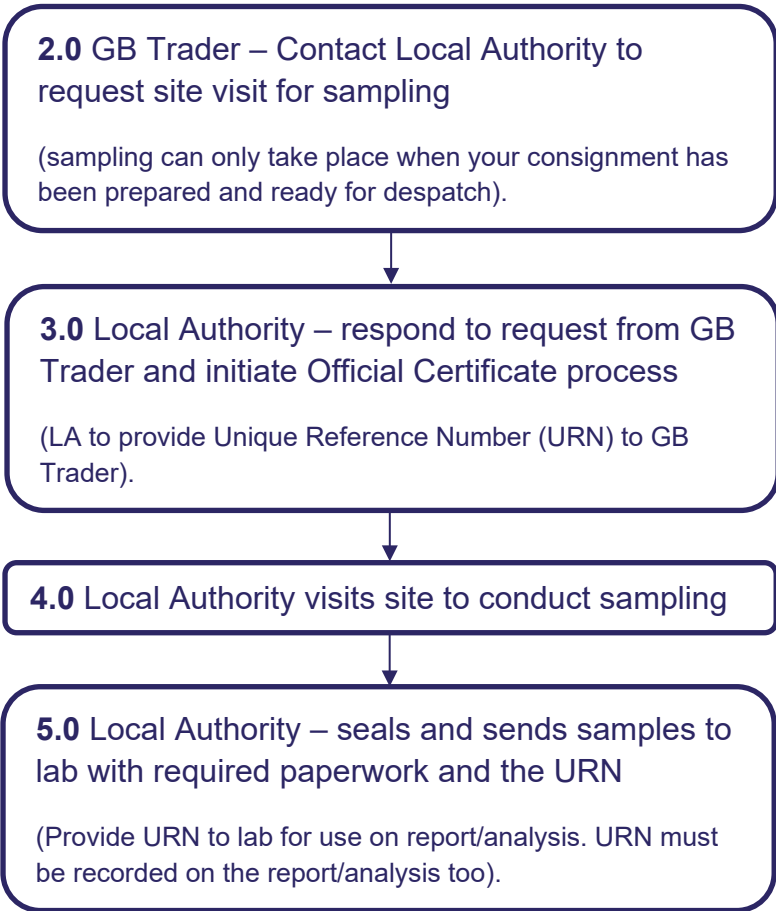 2.0 GB Trader – Contact Local Authority to
request site visit for sampling
(sampling can only take place when your consignment has
been prepared and ready for despatch).
3.0 Local Authority – respond to request from GB
Trader and initiate Official Certificate process
(LA to provide Unique Reference Number (URN) to GB
Trader).
4.0 Local Authority visits site to conduct sampling
5.0 Local Authority – seals and sends samples to
lab with required paperwork and the URN
(Provide URN to lab for use on report/analysis. URN must
be recorded on the report/analysis too).